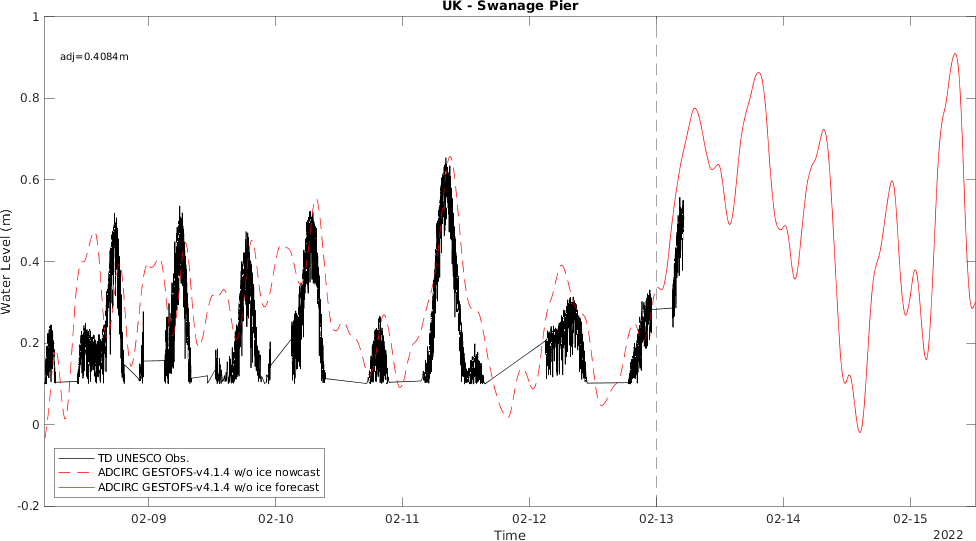 UK - Swanage Pier
adj=0.4084m
Water Level (m)
1
0.8
0.6
0.4
0.2
0
-0.2
TD UNESCO Obs.
ADCIRC GESTOFS-v4.1.4 w/o ice nowcast
ADCIRC GESTOFS-v4.1.4 w/o ice forecast
02-09 02-10 02-11 02-12 02-13 02-14 02-15
Time
2022